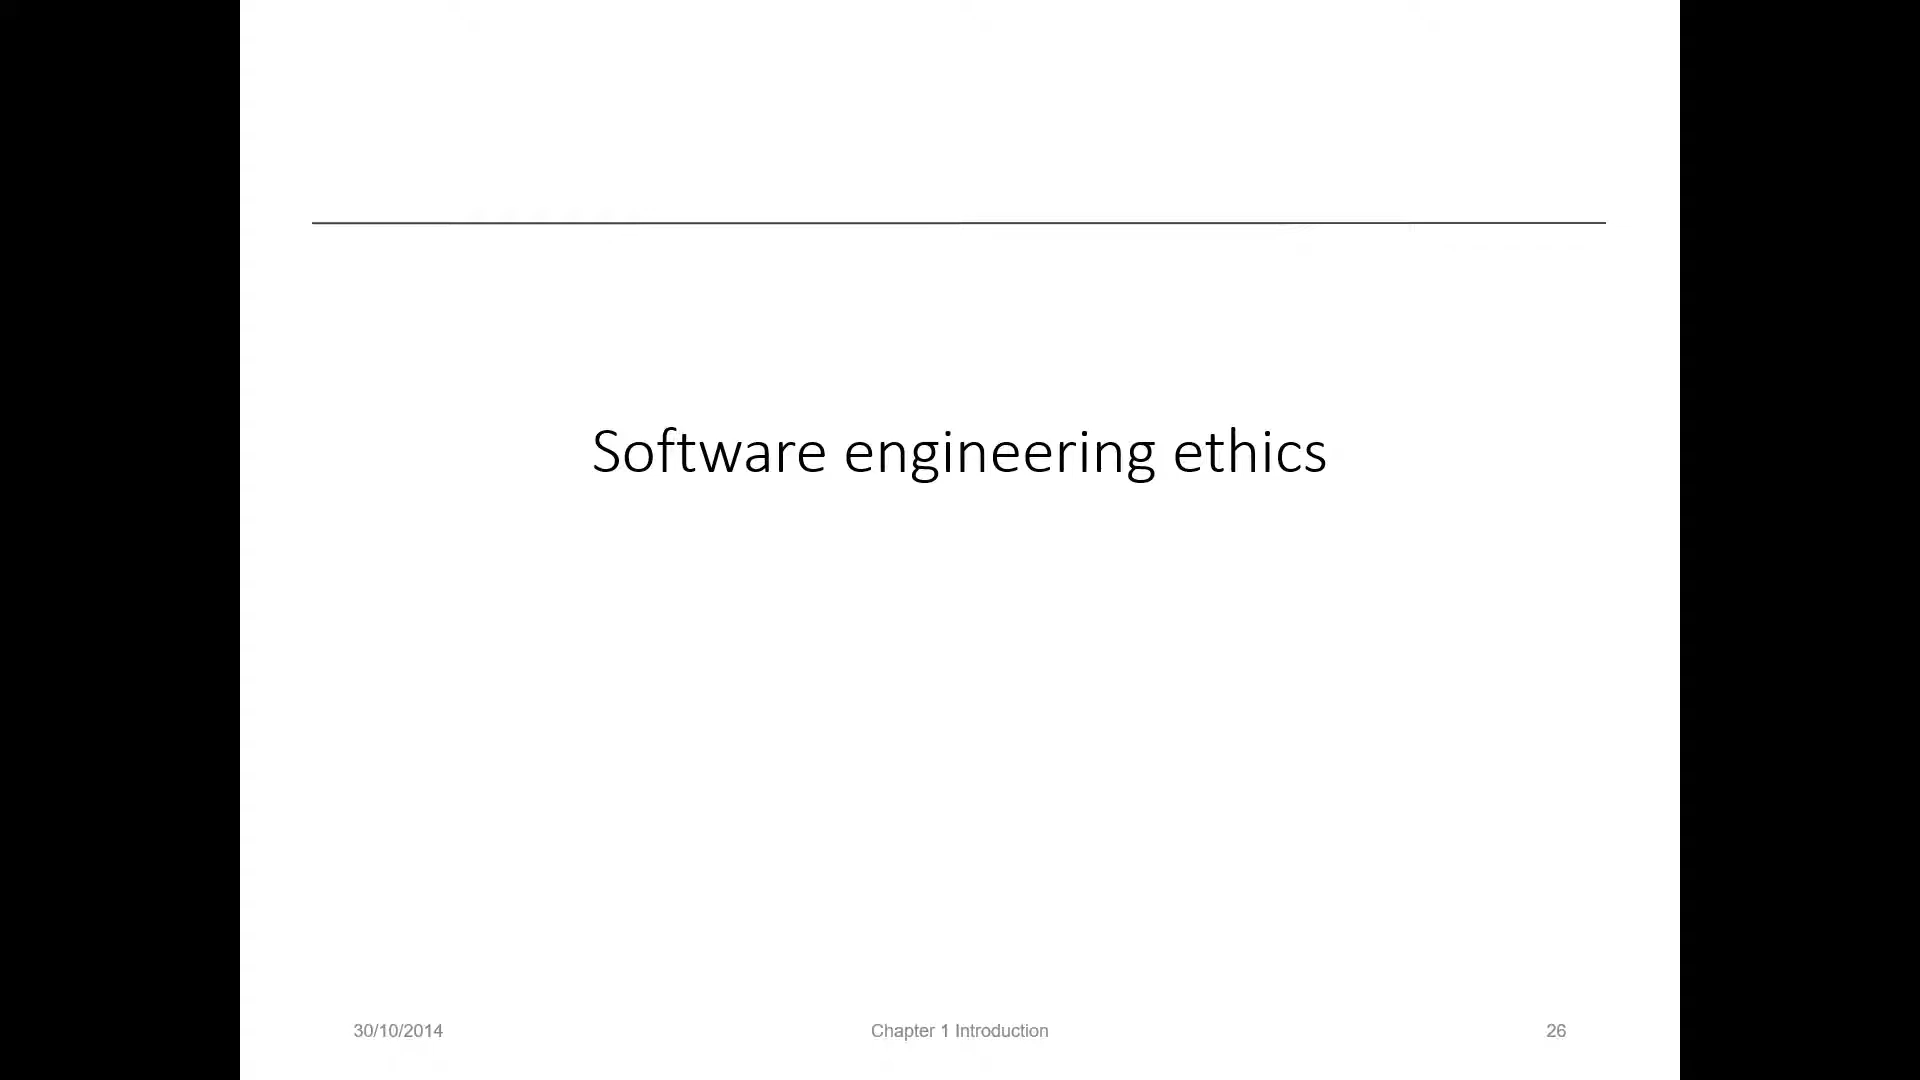 Software engineering ethics
30/10/2014
Chapter 1 Introduction
26